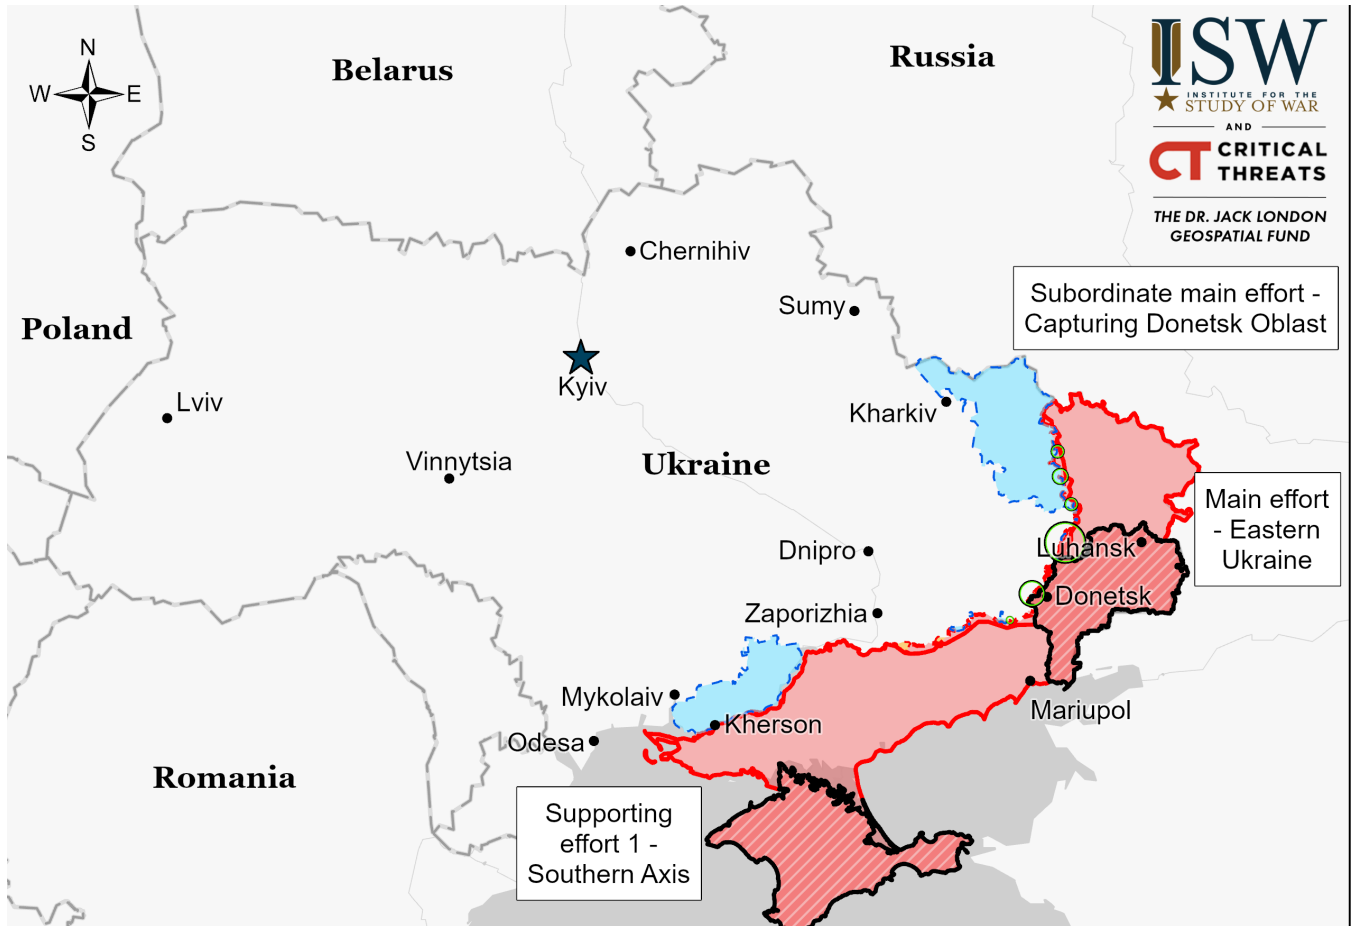 N
W
E
S
Belarus
Russia
ISW
INSTITUTE FOR THE
STUDY OF WAR
AND
CT CRITICAL
THREATS
THE DR. JACK LONDON
GEOSPATIAL FUND
Chernihiv
Subordinate main effort -
Capturing Donetsk Oblast
Sumy
Poland
Kyiv
Lviv
Kharkiv
Vinnytsia
Ukraine
Main effort
- Eastern
Ukraine
Dnipro
Luhansk
Donetsk
Zaporizhia
Mykolaiv
Mariupol
Kherson
Odesa
Romania
Supporting
effort 1 -
Southern Axis